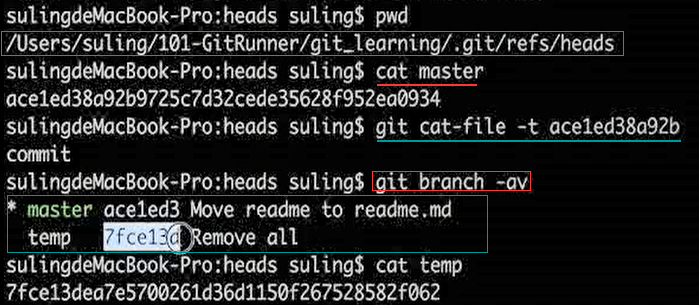 sulingdeMacBook-Pro:heads suling$ pwd
/Users/suling/101-GitRunner/git_learning/.git/refs/heads
sulingdeMacBook-Pro:heads suling$ cat master
ace1ed38a92b9725c7d32cede35628f952ea0934
sulingdeMacBook-Pro:heads suling$ git cat-file -t ace1ed38a92b
commit
sulingdeMacBook-Pro:heads suling$ git branch -av
* master ace1ed3 Move readme to readme.md
temp 7fce13d Remove all
sulingdeMacBook-Pro:heads suling$ cat temp
7fce13dea7e5700261d36d1150f267528582f062